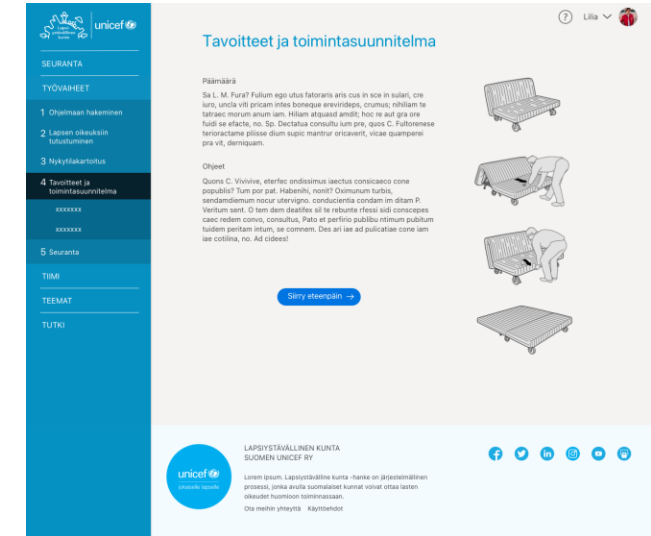 Lapsi-
ystävällinen
kunta
unicef
SEURANTA
TYÖVAIHEET
1 Ohjelmaan hakeminen
2 Lapsen oikeuksiin
tutustuminen
3 Nykytilakartoitus
4 Tavoitteet ja
toimintasuunnitelma
xxxxxxx
xxxxxxx
5 Seuranta
TIIMI
TEEMAT
TUTKI
? Lilia
Tavoitteet ja toimintasuunnitelma
Päämäärä
Sa L. M. Fura? Fulium ego utus fatoraris aris cus in sce in sulari, cre
iuro, uncla viti pricam intes boneque erevirideps, crumus; nihiliam te
tatraec morum anum iam. Hiliam atquasd amdit; hoc re aut gra ore
fuidi se efacte, no. Sp. Dectatua consultu ium pre, quos C. Fultorenese
terioractame plisse dium supic mantrur oricaverit, vicae quamperei
pra vit, derniquam.
Ohjeet
Quons C. Vivivive, eterfec ondissimus iaectus consicaeco cone
popublis? Tum por pat. Habenihi, nonit? Oximunum turbis,
sendamdiemum nocur utervigno. conducientia condam im ditam P.
Veritum sent. O tem dem deatifex sil te rebunte rfessi sidi conscepes
caec redem convo, consultus, Pato et perfirio publibu ntimum pubitum
tuidem peritam intum, se comnem. Des ari iae ad pulicatiae cone iam
iae cotilina, no. Ad cidees!
Siirry eteenpäin →
unicef
jokaiselle lapselle
LAPSIYSTÄVÄLLINEN KUNTA
SUOMEN UNICEF RY
Lorem ipsum. Lapsiystävälline kunta -hanke on järjestelmällinen
prosessi, jonka avulla suomalaiset kunnat voivat ottaa lasten
oikeudet huomioon toiminnassaan.
Ota meihin yhteyttä Käyttöehdot